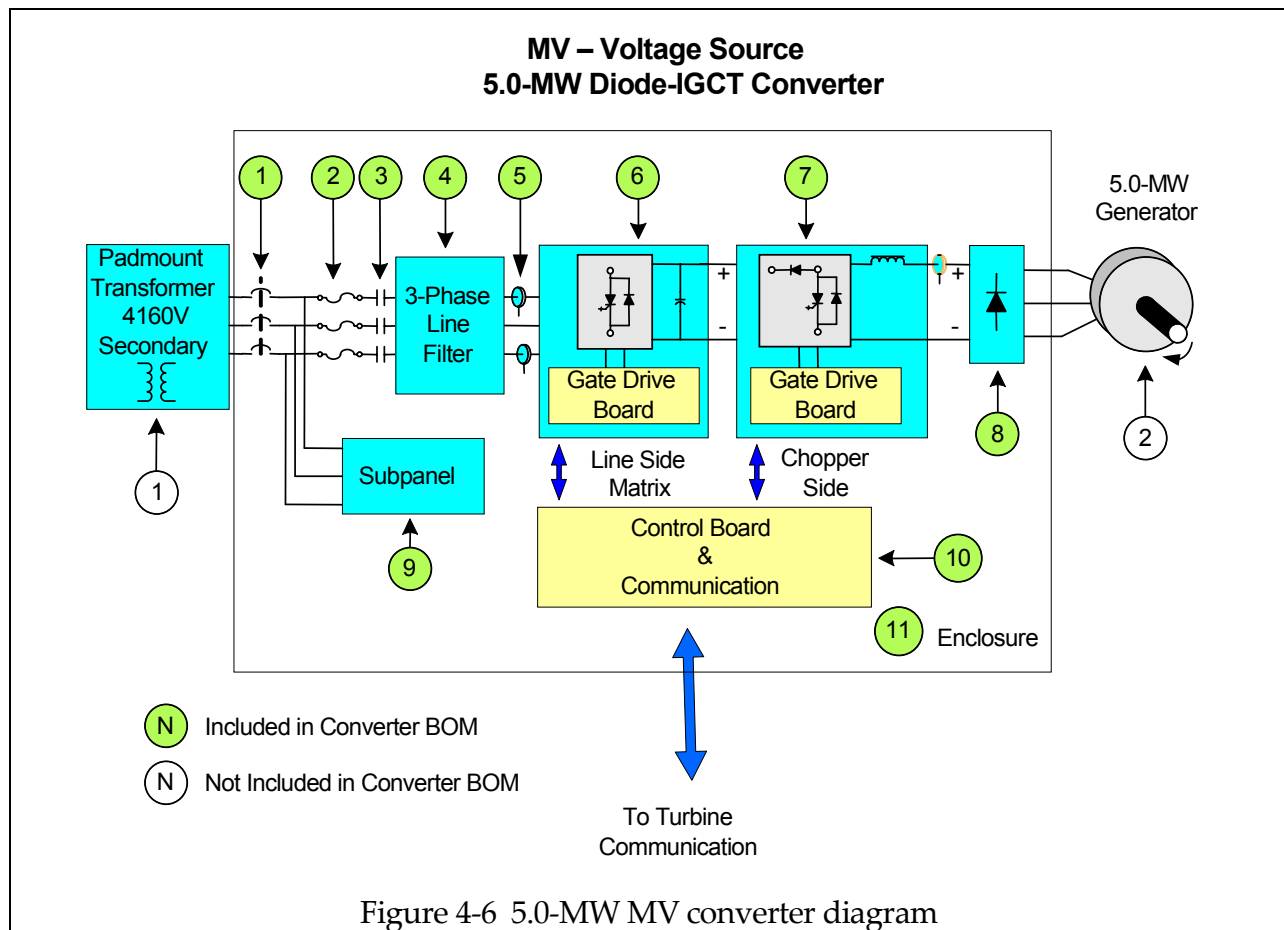 MV – Voltage Source
5.0-MW Diode-IGCT Converter
1
2
3
4
5
6
7
5.0-MW
Generator
Padmount
Transformer
4160V
Secondary
3-Phase
Line
Filter
+
-
+
-
Gate Drive
Board
Gate Drive
Board
8
2
1
Subpanel
Line Side
Matrix
Chopper
Side
9
Control Board
&
Communication
10
11
Enclosure
N
Included in Converter BOM
N
Not Included in Converter BOM
To Turbine
Communication
Figure 4-6 5.0-MW MV converter diagram